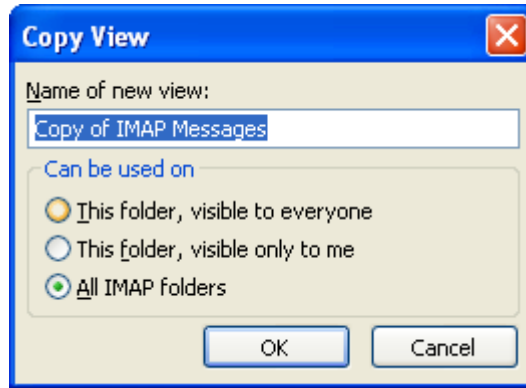 Copy View
Name of new view:
Copy of IMAP Messages
Can be used on
This folder, visible to everyone
This folder, visible only to me
All IMAP folders
OK Cancel